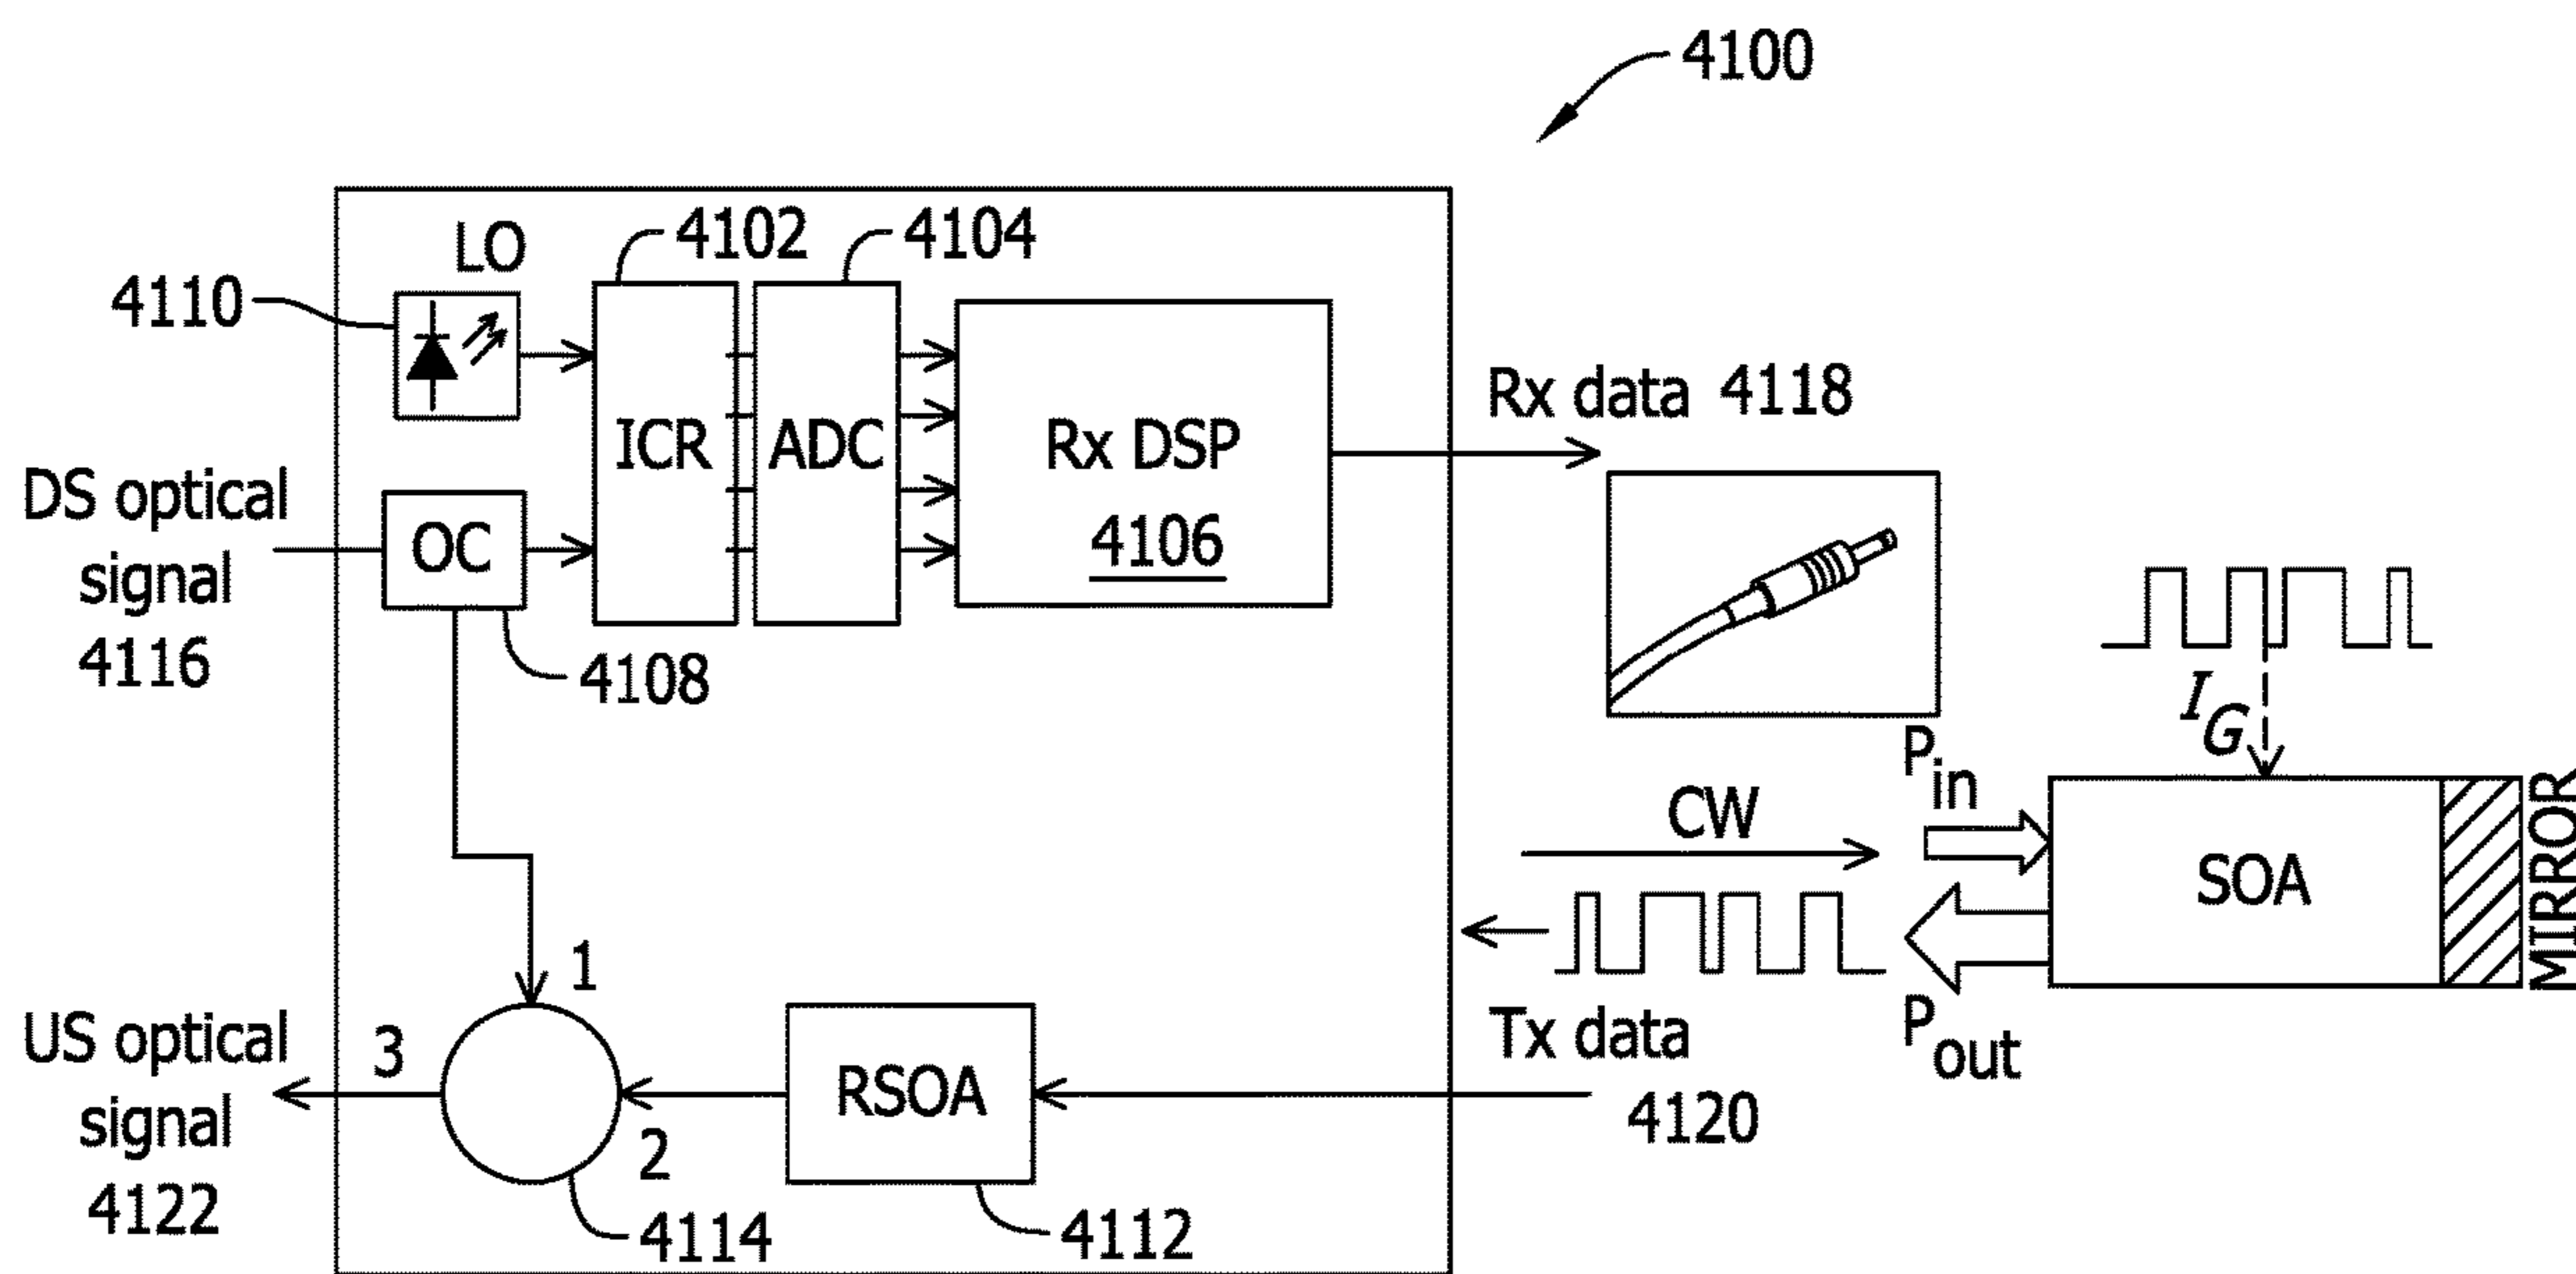 4100
4102
4104
LO
4110
ICR
ADC
Rx DSP
4106
Rx data 4118
DS optical
signal
4116
OC
4108
I_G
P_in
CW
SOA
MIRROR
P_out
1
US optical
signal
4122
3
2
RSOA
Tx data
4120
4114
4112